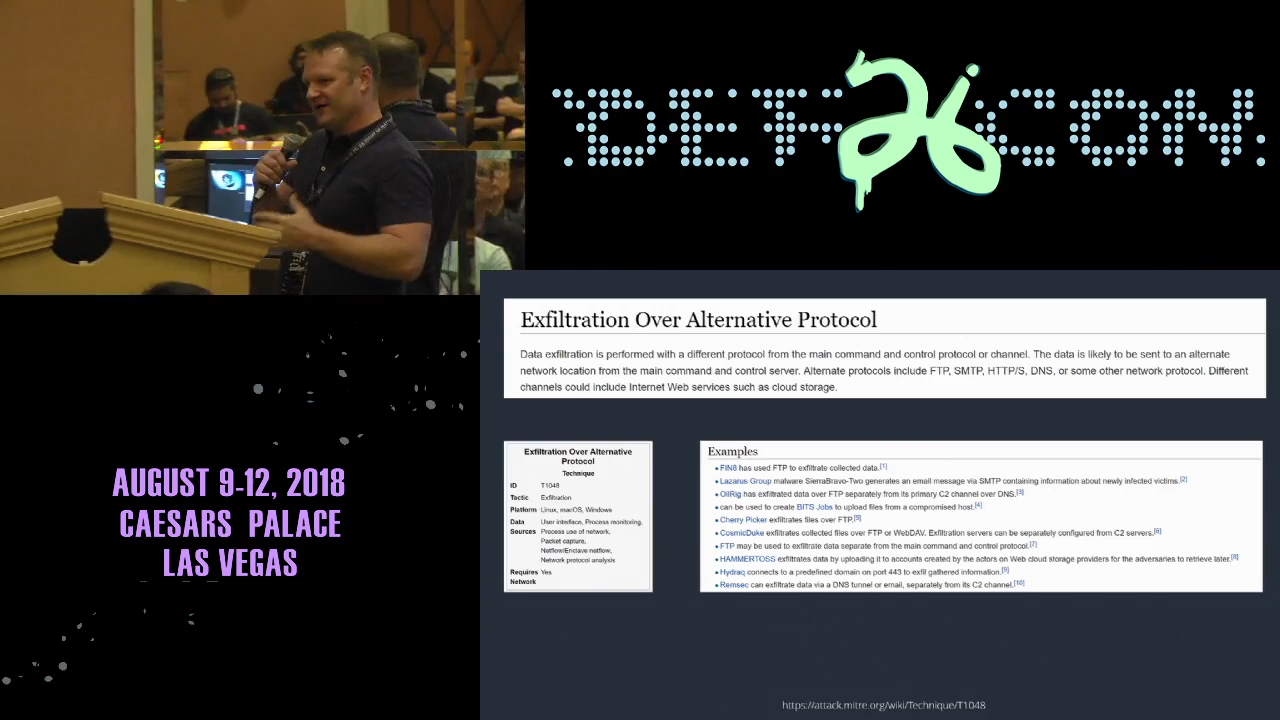 DEF CON
26
Exfiltration Over Alternative Protocol
Data exfiltration is performed with a different protocol from the main command and control protocol or channel. The data is likely to be sent to an alternate
network location from the main command and control server. Alternate protocols include FTP, SMTP, HTTP/S, DNS, or some other network protocol. Different
channels could include Internet Web services such as cloud storage.
Exfiltration Over Alternative
Protocol
Technique
ID T1048
Tactic Exfiltration
Platform Linux, macOS, Windows
Data User interface, Process monitoring,
Sources Process use of network,
Packet capture,
Netflow/Enclave netflow,
Network protocol analysis
Requires Yes
Network
Examples
• FIN8 has used FTP to exfiltrate collected data.[1]
• Lazarus Group malware SierraBravo-Two generates an email message via SMTP containing information about newly infected victims.[2]
• OilRig has exfiltrated data over FTP separately from its primary C2 channel over DNS.[3]
• can be used to create BITS Jobs to upload files from a compromised host.[4]
• Cherry Picker exfiltrates files over FTP.[5]
• CosmicDuke exfiltrates collected files over FTP or WebDAV. Exfiltration servers can be separately configured from C2 servers.[6]
• FTP may be used to exfiltrate data separate from the main command and control protocol.[7]
• HAMMERTOSS exfiltrates data by uploading it to accounts created by the actors on Web cloud storage providers for the adversaries to retrieve later.[8]
• Hydraq connects to a predefined domain on port 443 to exfil gathered information.[9]
• Remsec can exfiltrate data via a DNS tunnel or email, separately from its C2 channel.[10]
AUGUST 9-12, 2018
CAESARS PALACE
LAS VEGAS
https://attack.mitre.org/wiki/Technique/T1048